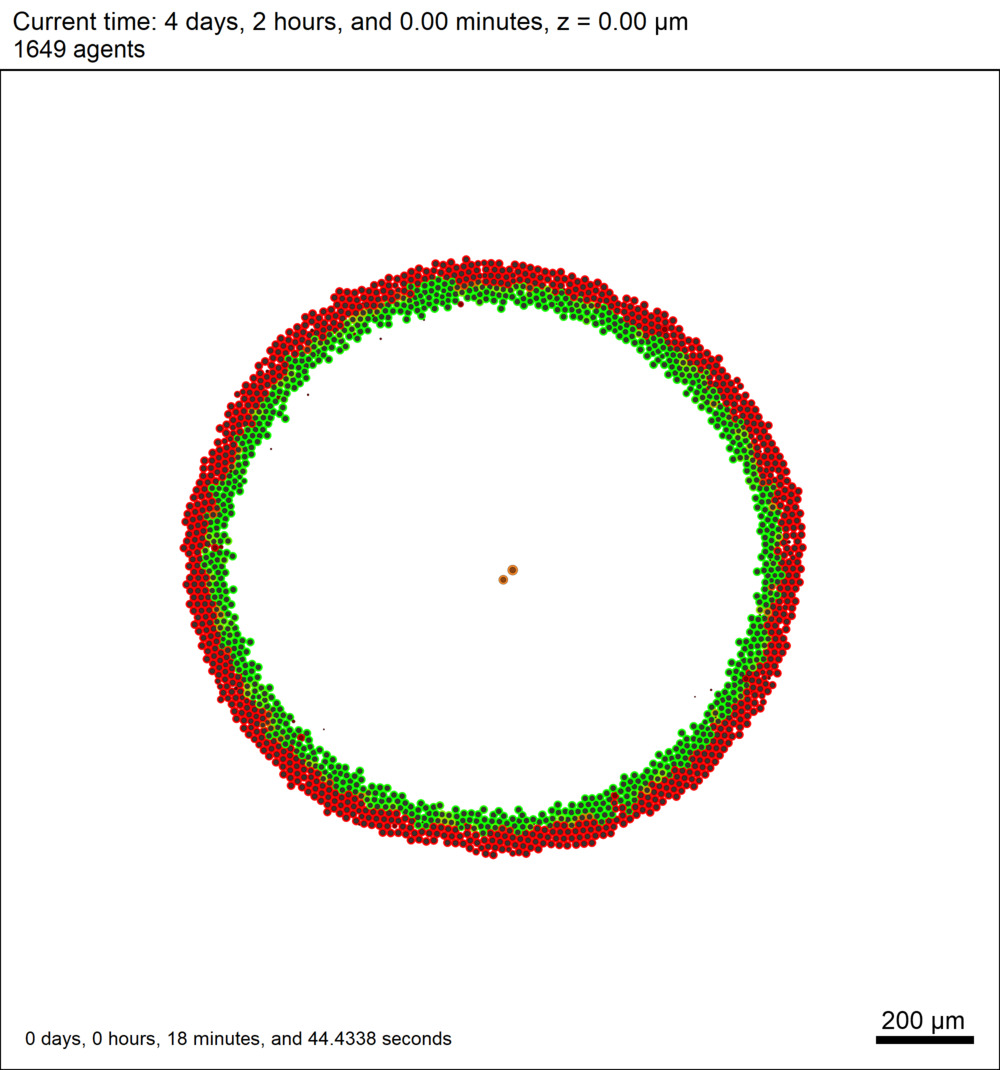 Current time: 4 days, 2 hours, and 0.00 minutes, z = 0.00 μm
1649 agents
200 μm
0 days, 0 hours, 18 minutes, and 44.4338 seconds